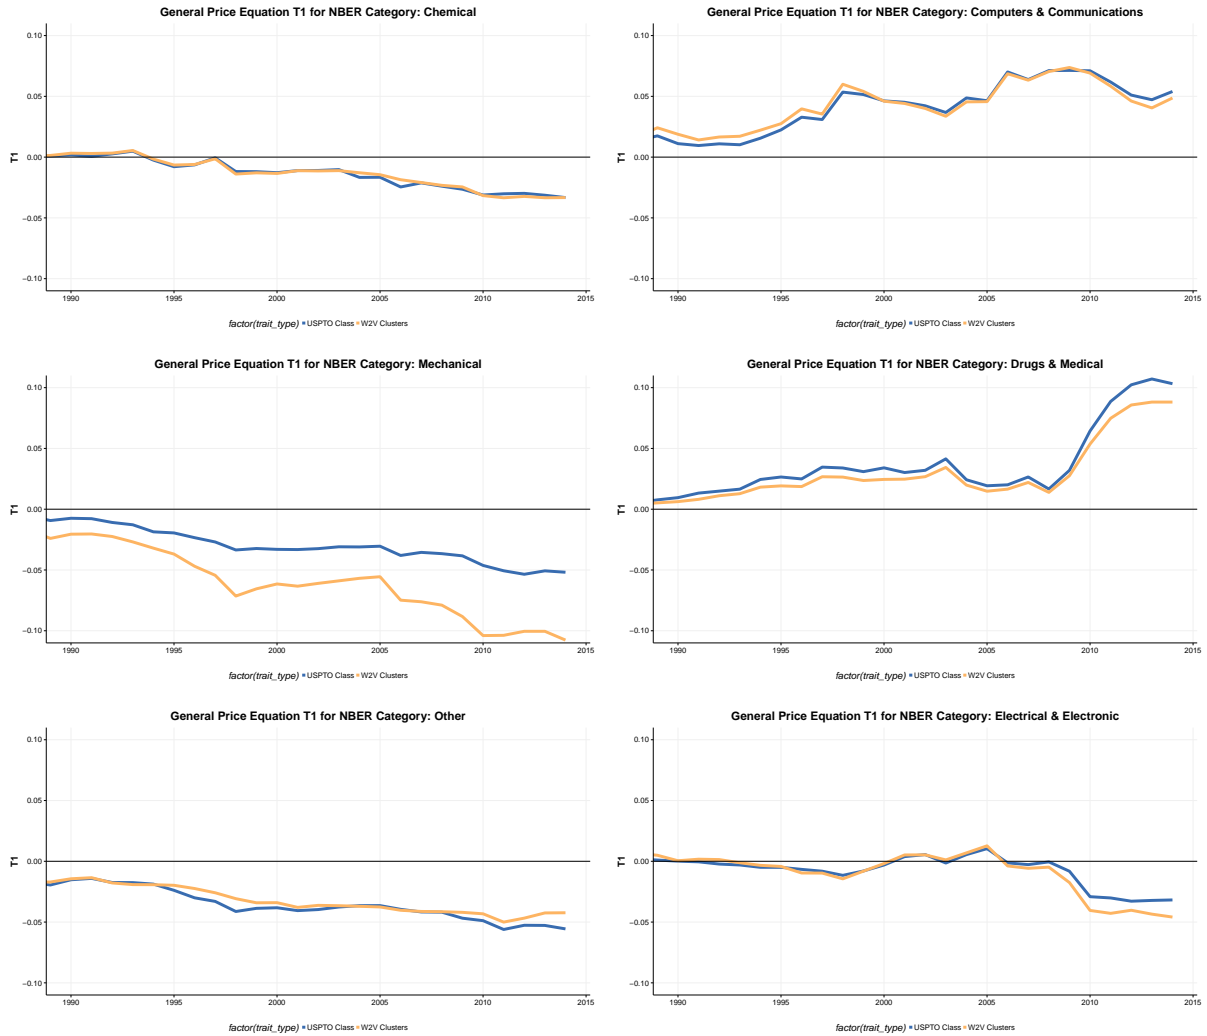 General Price Equation T1 for NBER Category: Chemical
0.10
0.05
0.00
−0.05
−0.10
T1
1990 1995 2000 2005 2010 2015
factor(trait_type) USPTO Class W2V Clusters
General Price Equation T1 for NBER Category: Computers & Communications
0.10
0.05
0.00
−0.05
−0.10
T1
1990 1995 2000 2005 2010 2015
factor(trait_type) USPTO Class W2V Clusters
General Price Equation T1 for NBER Category: Mechanical
0.10
0.05
0.00
−0.05
−0.10
T1
1990 1995 2000 2005 2010 2015
factor(trait_type) USPTO Class W2V Clusters
General Price Equation T1 for NBER Category: Drugs & Medical
0.10
0.05
0.00
−0.05
−0.10
T1
1990 1995 2000 2005 2010 2015
factor(trait_type) USPTO Class W2V Clusters
General Price Equation T1 for NBER Category: Other
0.10
0.05
0.00
−0.05
−0.10
T1
1990 1995 2000 2005 2010 2015
factor(trait_type) USPTO Class W2V Clusters
General Price Equation T1 for NBER Category: Electrical & Electronic
0.10
0.05
0.00
−0.05
−0.10
T1
1990 1995 2000 2005 2010 2015
factor(trait_type) USPTO Class W2V Clusters